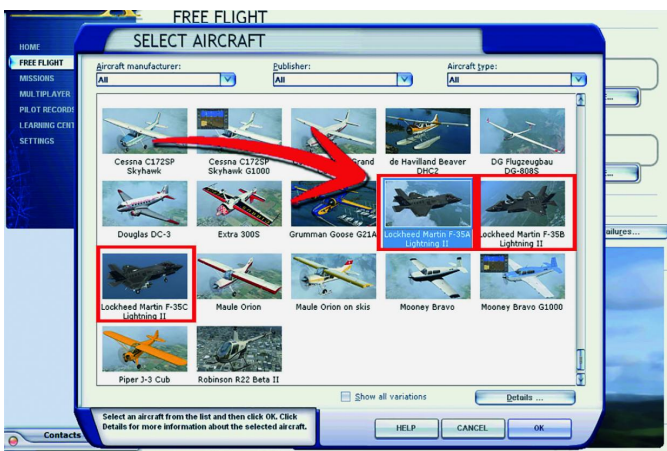 FREE FLIGHT
SELECT AIRCRAFT
HOME
FREE FLIGHT
MISSIONS
MULTIPLAYER
PILOT RECORDS
LEARNING CENT
SETTINGS
Aircraft manufacturer:
Publisher:
Aircraft type:
All
All
All
Cessna C172SP
Skyhawk
Cessna C172SP
Skyhawk G1000
Grand
de Havilland Beaver
DHC2
DG Flugzeugbau
DG-808S
Douglas DC-3
Extra 300S
Grumman Goose G21A
Lockheed Martin F-35A
Lightning II
Lockheed Martin F-35B
Lightning II
ailures...
Lockheed Martin F-35C
Lightning II
Maule Orion
Maule Orion on skis
Mooney Bravo
Mooney Bravo G1000
Piper J-3 Cub
Robinson R22 Beta II
Show all variations
Details ...
Select an aircraft from the list and then click OK. Click
Details for more information about the selected aircraft.
HELP
CANCEL
OK
Contacts